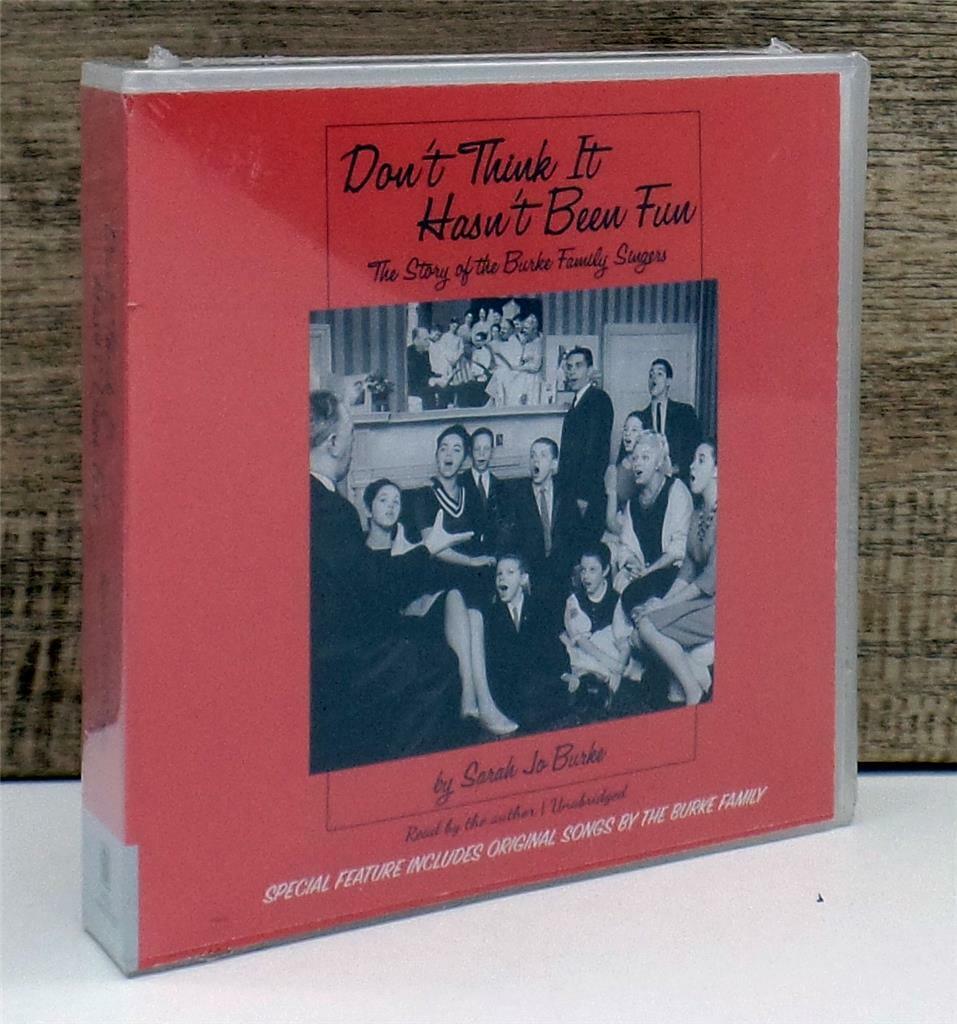 Don't Think It
Hasn't Been Fun
The Story of the Burke Family Singers
by Sarah Jo Burke
Read by the author | Unabridged
SPECIAL FEATURE INCLUDES ORIGINAL SONGS BY THE BURKE FAMILY